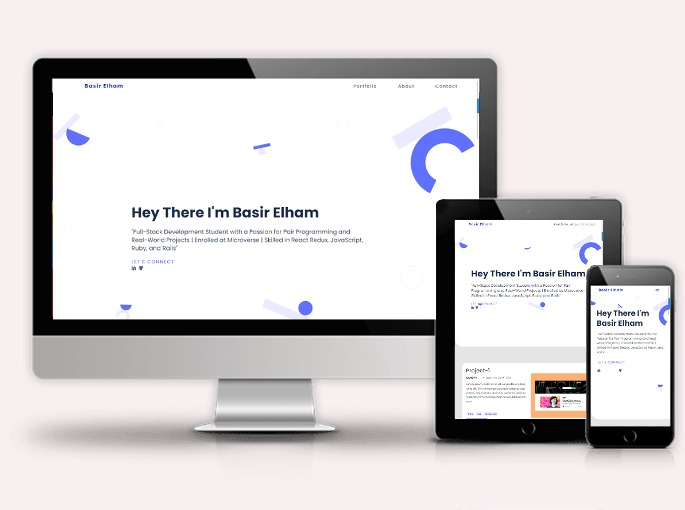 Basir Elham
Portfolio About Contact
Hey There I'm Basir Elham
"Full-Stack Development Student with a Passion for Pair Programming and
Real-World Projects | Enrolled at Microverse | Skilled in React Redux, JavaScript,
Ruby, and Rails"
LET'S CONNECT
Basir Elham
Portfolio About Contact
Hey There I'm Basir Elham
"Full-Stack Development Student with a Passion for Pair
Programming and Real-World Projects | Enrolled at Microverse |
Skilled in React Redux, JavaScript, Ruby, and Rails"
Project-1
Basir Elham
Hey There I'm
Basir Elham
LET'S CONNECT